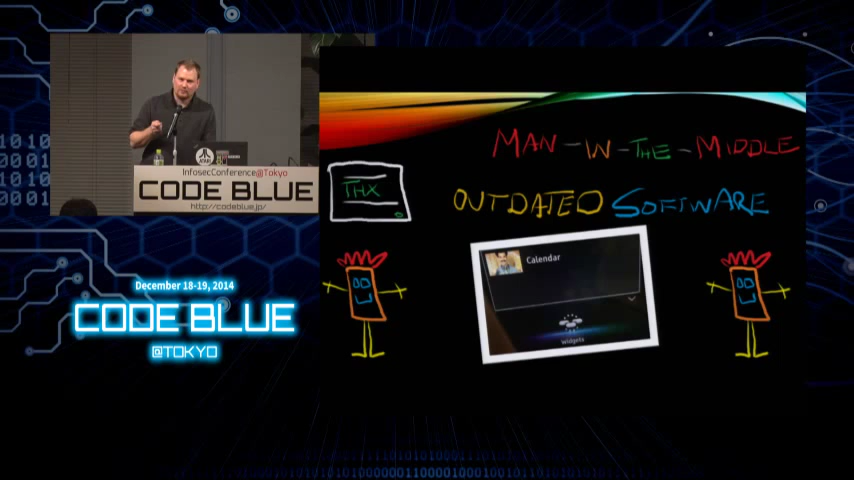 InfosecConference@Tokyo
CODE BLUE
http://codeblue.jp/
ATARI
December 18-19, 2014
CODE BLUE
@TOKYO
MAN-IN-THE-MIDDLE
THX
OUTDATED SOFTWARE
Calendar
Widgets